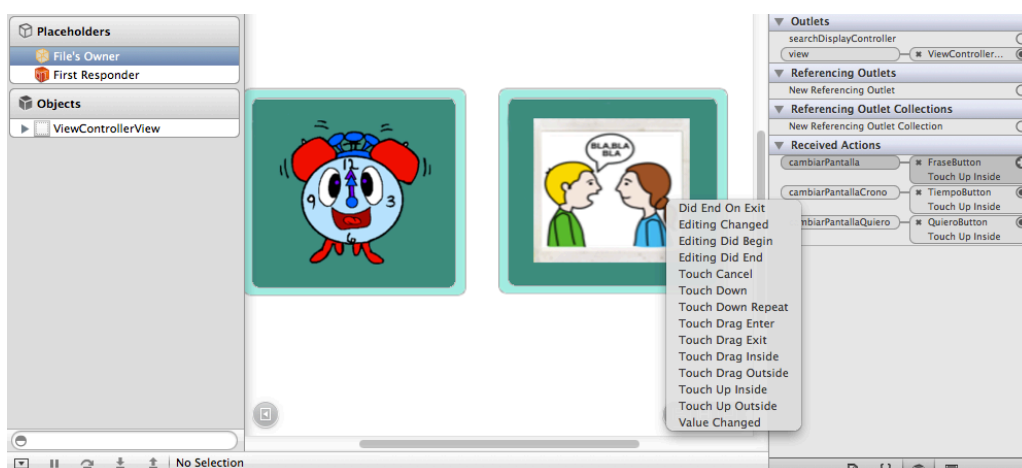 Placeholders
File's Owner
First Responder
Objects
ViewControllerView
12
9
3
6
BLA,BLA
BLA
Did End On Exit
Editing Changed
Editing Did Begin
Editing Did End
Touch Cancel
Touch Down
Touch Down Repeat
Touch Drag Enter
Touch Drag Exit
Touch Drag Inside
Touch Drag Outside
Touch Up Inside
Touch Up Outside
Value Changed
Outlets
searchDisplayController
view ViewController...
Referencing Outlets
New Referencing Outlet
Referencing Outlet Collections
New Referencing Outlet Collection
Received Actions
cambiarPantalla FraseButton
Touch Up Inside
cambiarPantallaCrono TiempoButton
Touch Up Inside
mbiarPantallaQuiero QuieroButton
Touch Up Inside
No Selection